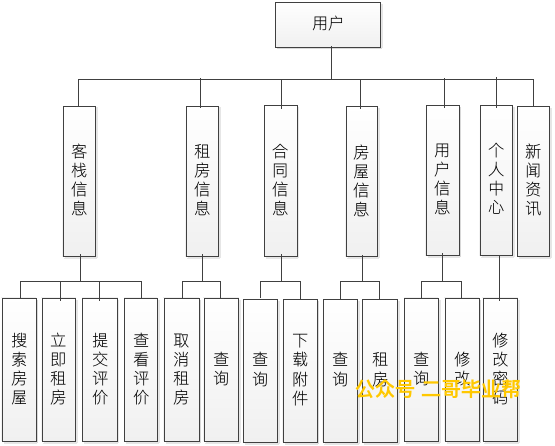 用户
客栈信息
租房信息
合同信息
房屋信息
用户信息
个人中心
新闻资讯
搜索房屋
立即租房
提交评价
查看评价
取消租房
查询
查询
下载附件
查询
租房
查询
修改
修改密码
公众号 二哥毕业帮